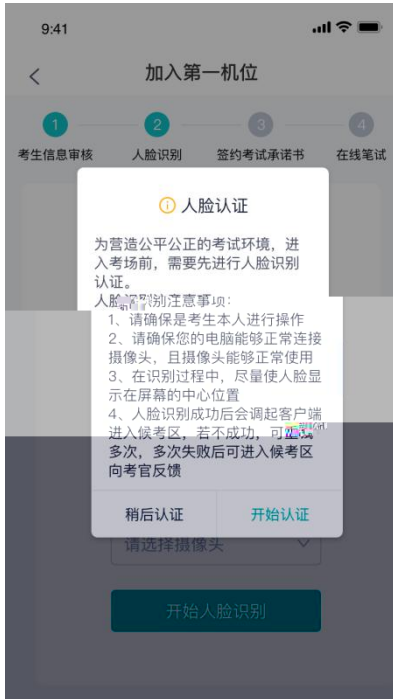 9:41
加入第一机位
1
2
3
4
考生信息审核
人脸识别
签约考试承诺书
在线笔试
人脸认证
为营造公平公正的考试环境，进
入考场前，需要先进行人脸识别
认证。
人脸识别注意事项：
1、请确保是考生本人进行操作
2、请确保您的电脑能够正常连接
摄像头，且摄像头能够正常使用
3、在识别过程中，尽量使人脸显
示在屏幕的中心位置
4、人脸识别成功后会调起客户端
进入候考区，若不成功，可
多次，多次失败后可进入候考区
向考官反馈
稍后认证
开始认证
请选择摄像头
开始人脸识别